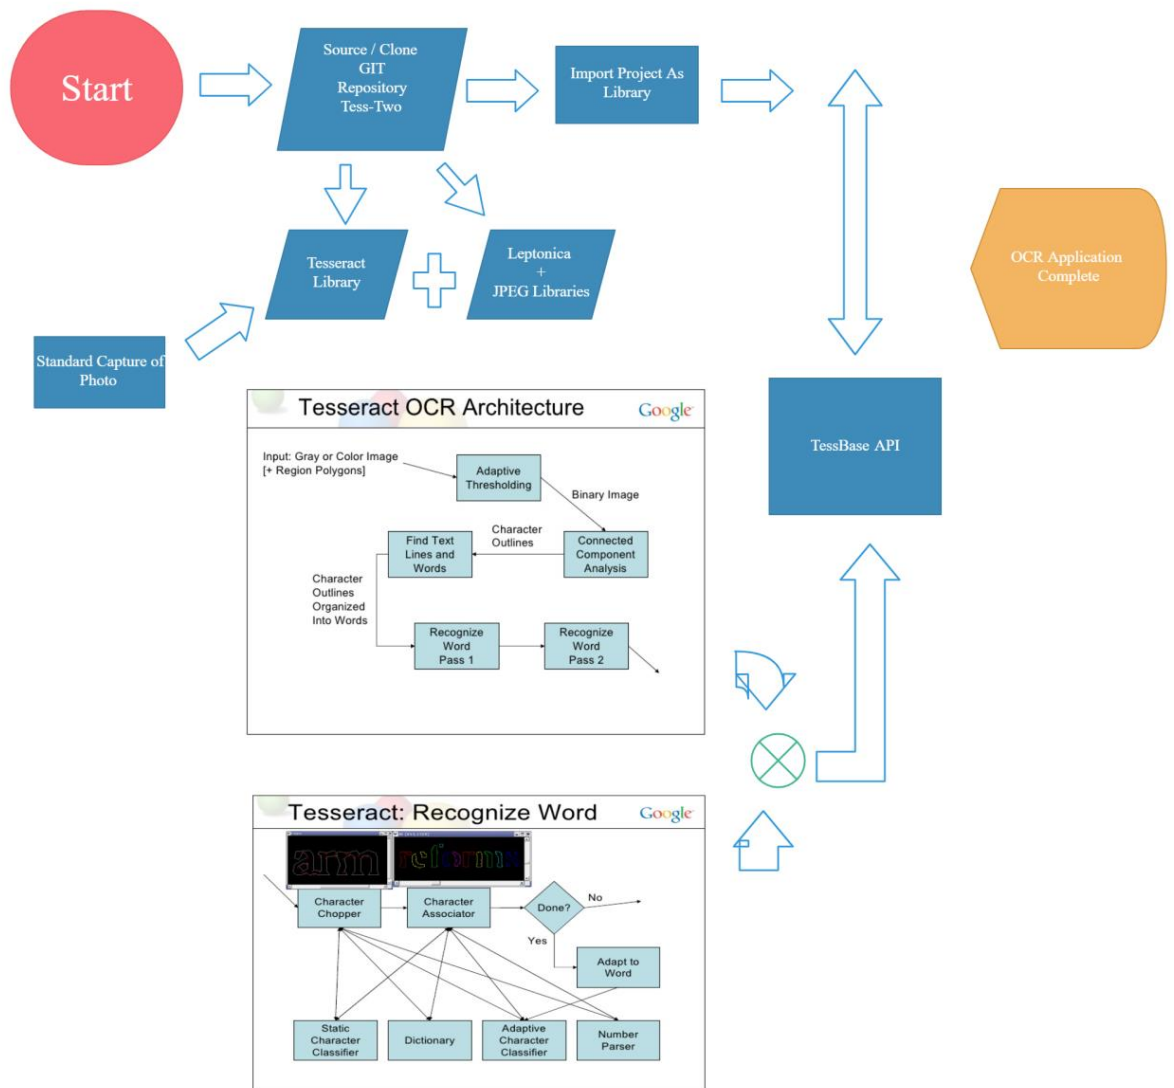 Start
Source / Clone
GIT
Repository
Tess-Two
Import Project As
Library
Tesseract
Library
Leptonica
+
JPEG Libraries
OCR Application
Complete
Standard Capture of
Photo
TessBase API
Tesseract OCR Architecture
Google
Input: Gray or Color Image
[+ Region Polygons]
Adaptive
Thresholding
Binary Image
Find Text
Lines and
Words
Character
Outlines
Connected
Component
Analysis
Character
Outlines
Organized
Into Words
Recognize
Word
Pass 1
Recognize
Word
Pass 2
Tesseract: Recognize Word
Google
arm
Character
Chopper
Character
Associator
Done?
No
Yes
Adapt to
Word
Static
Character
Classifier
Dictionary
Adaptive
Character
Classifier
Number
Parser